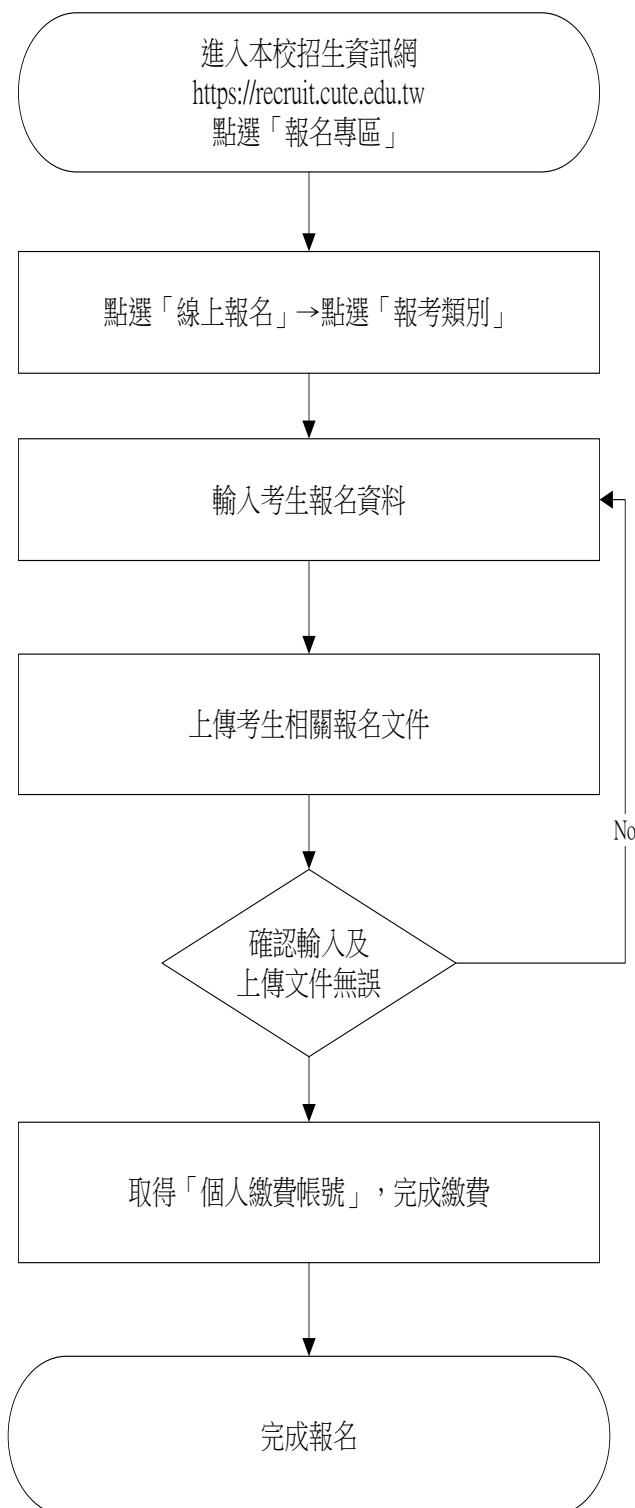 進入本校招生資訊網
https://recruit.cute.edu.tw
點選「報名專區」
點選「線上報名」→點選「報考類別」
輸入考生報名資料
上傳考生相關報名文件
No
確認輸入及
上傳文件無誤
取得「個人繳費帳號」，完成繳費
完成報名